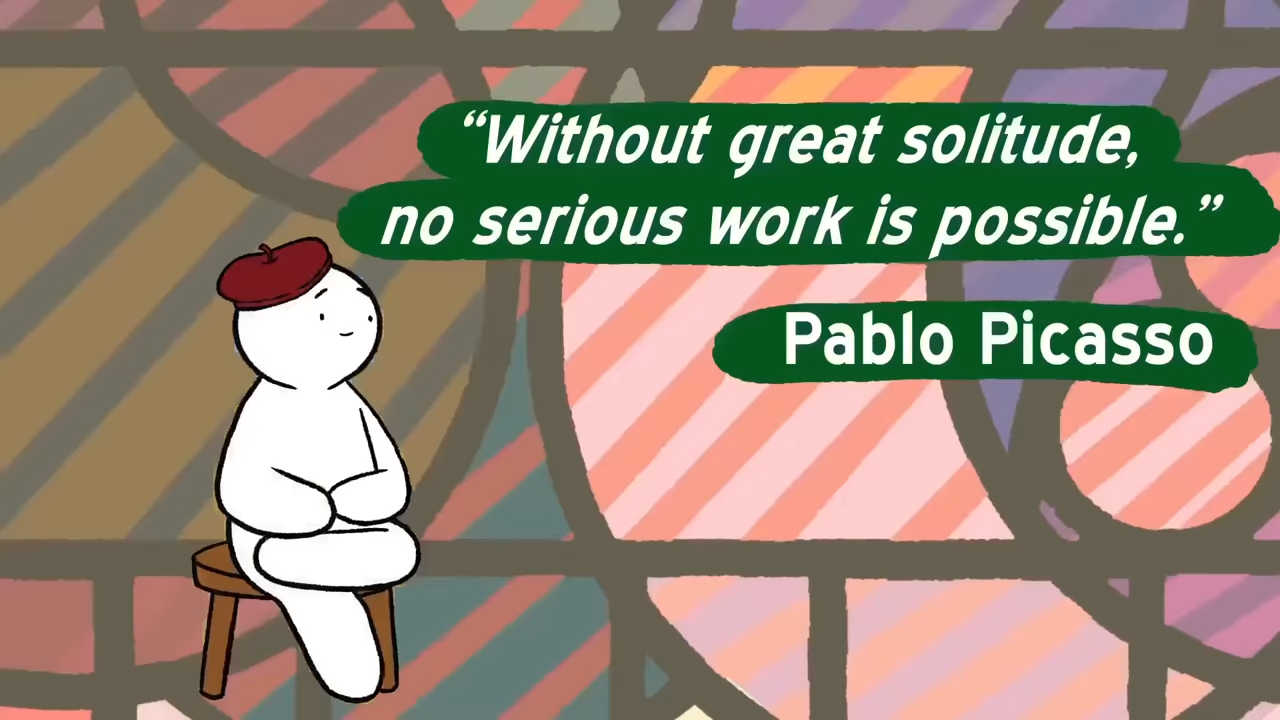 “Without great solitude,
no serious work is possible.”
Pablo Picasso